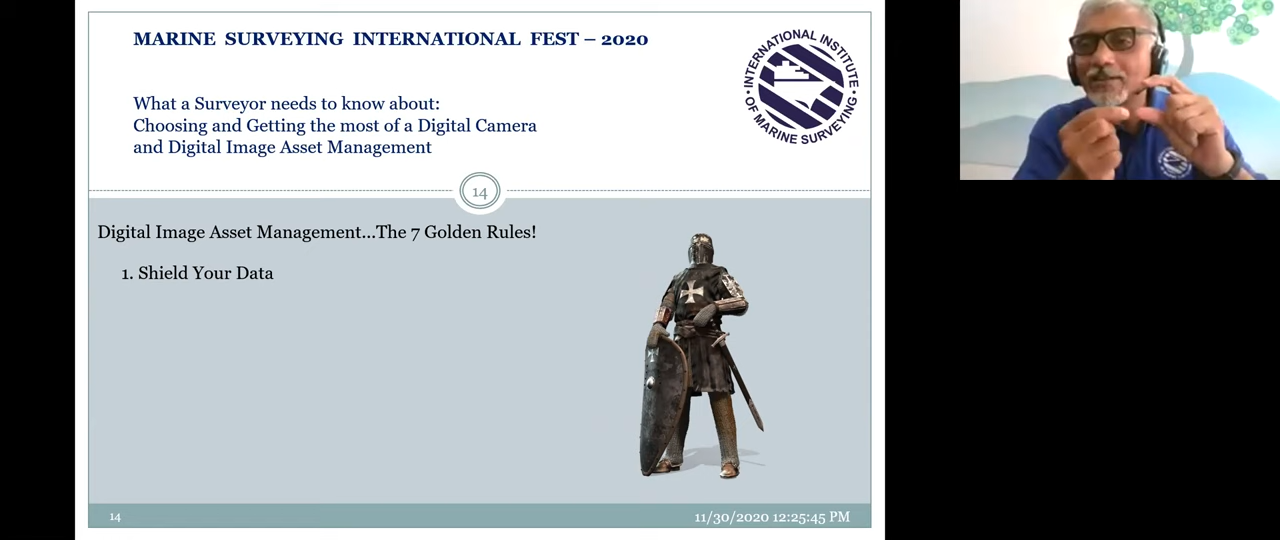 MARINE SURVEYING INTERNATIONAL FEST – 2020
INTERNATIONAL INSTITUTE
• OF MARINE SURVEYING •
What a Surveyor needs to know about:
Choosing and Getting the most of a Digital Camera
and Digital Image Asset Management
14
Digital Image Asset Management...The 7 Golden Rules!
1. Shield Your Data
14
11/30/2020 12:25:45 PM